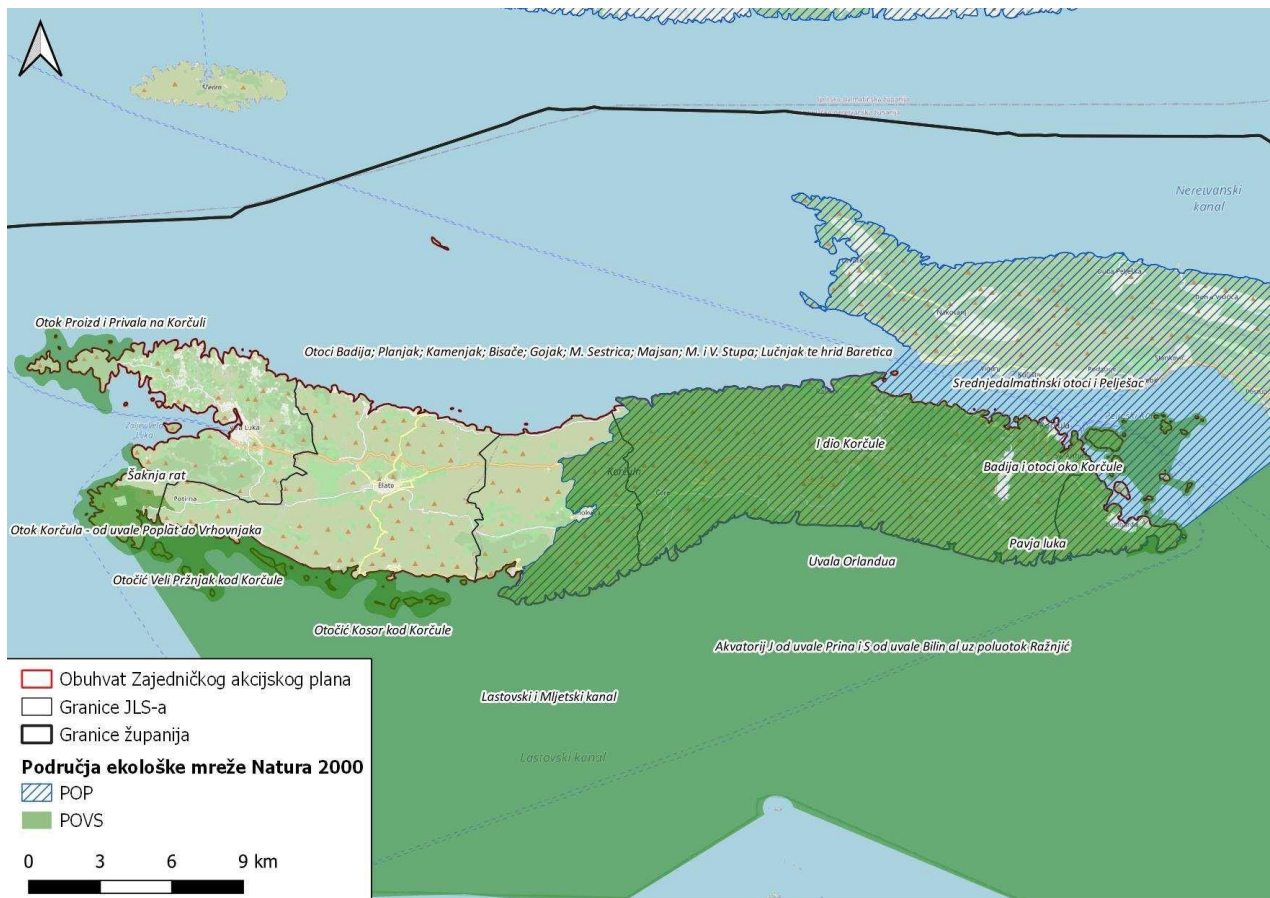 Neretvanski
kanal
Otok Proizd i Privala na Korčuli
Otoci Badija; Planjak; Kamenjak; Bisače; Gojak; M. Sestrica; Majsan; M. i V. Stupa; Lučnjak te hrid Baretica
Srednjedalmatinski otoci i Pelješac
Nakovanj
I dio Korčule
Badija i otoci oko Korčule
Šaknja rat
Potirna
Blato
Otok Korčula - od uvale Poplat do Vrhovnjaka
Pavja luka
Uvala Orlandua
Otočić Veli Pržnjak kod Korčule
Otočić Kosor kod Korčule
Akvatorij J od uvale Prina i S od uvale Bilin al uz poluotok Ražnjić
Lastovski i Mljetski kanal
Lastovski kanal
Obuhvat Zajedničkog akcijskog plana
Granice JLS-a
Granice županija
Područja ekološke mreže Natura 2000
POP
POVS
0 3 6 9 km